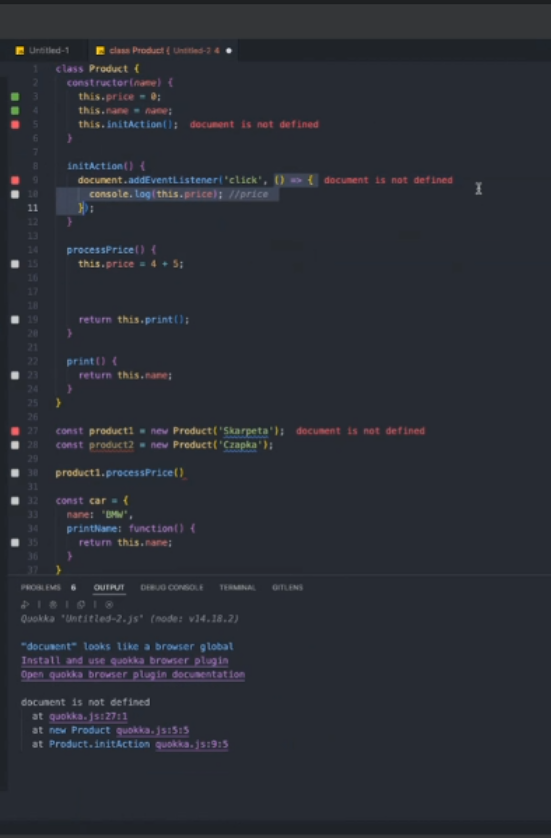 Untitled-1 class Product { Untitled-2 4
1 class Product {
2 constructor(name) {
3 this.price = 0;
4 this.name = name;
5 this.initAction(); document is not defined
6 }
7
8 initAction() {
9 document.addEventListener('click', () => { document is not defined
10 console.log(this.price); //price
11 });
12 }
13
14 processPrice() {
15 this.price = 4 + 5;
16
17
18
19 return this.print();
20 }
21
22 print() {
23 return this.name;
24 }
25 }
26
27 const product1 = new Product('Skarpeta'); document is not defined
28 const product2 = new Product('Czapka');
29
30 product1.processPrice()
31
32 const car = {
33 name: 'BMW',
34 printName: function() {
35 return this.name;
36 }
37 }
PROBLEMS 6 OUTPUT DEBUG CONSOLE TERMINAL GITLENS
Quokka 'Untitled-2.js' (node: v14.18.2)
"document" looks like a browser global
Install and use quokka browser plugin
Open quokka browser plugin documentation
document is not defined
at quokka.js:27:1
at new Product quokka.js:5:5
at Product.initAction quokka.js:9:5